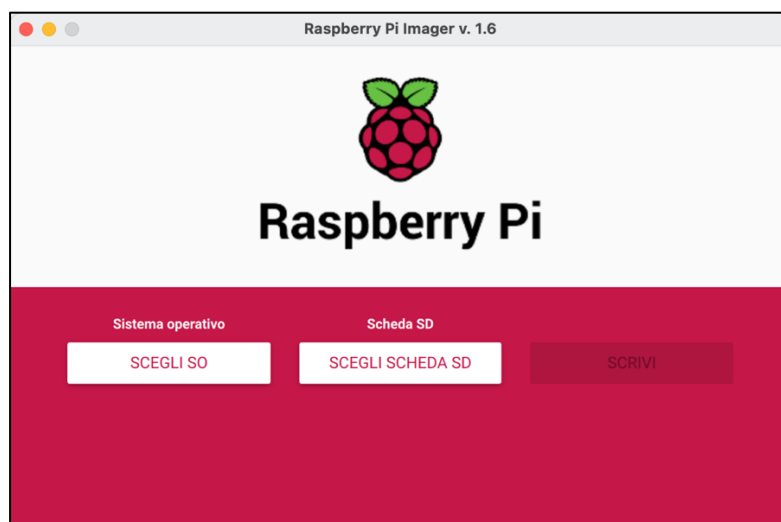 Raspberry Pi Imager v. 1.6
Raspberry Pi
Sistema operativo
Scheda SD
SCEGLI SO
SCEGLI SCHEDA SD
SCRIVI